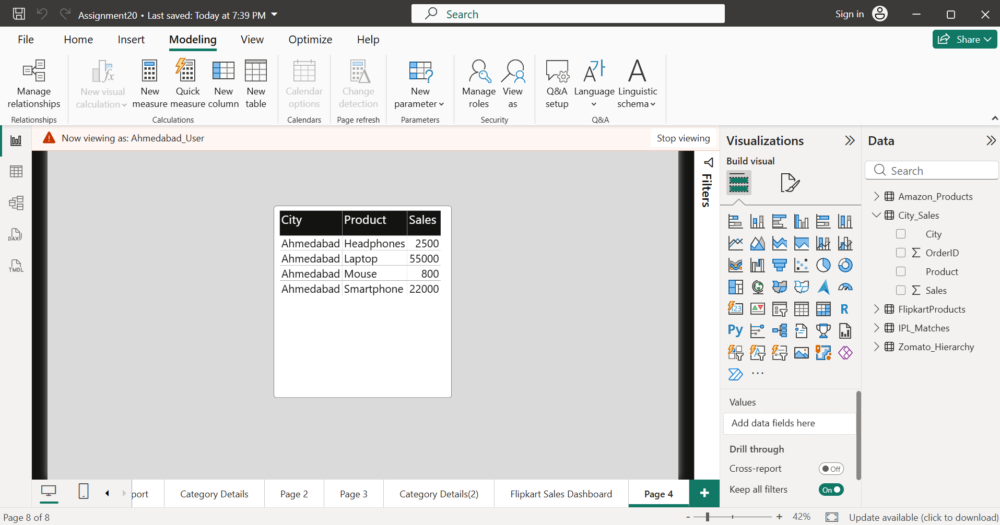 Assignment20 • Last saved: Today at 7:39 PM
Search
Sign in
File Home Insert Modeling View Optimize Help
Share
Manage relationships
New visual calculation
New measure
Quick measure
New column
New table
Calendar options
Change detection
New parameter
Manage roles
View as
Q&A setup
Language
Linguistic schema
Relationships
Calculations
Calendars
Page refresh
Parameters
Security
Q&A
Now viewing as: Ahmedabad_User
Stop viewing
DAX
TMDL
City Product Sales
Ahmedabad Headphones 2500
Ahmedabad Laptop 55000
Ahmedabad Mouse 800
Ahmedabad Smartphone 22000
Filters
Visualizations
Build visual
123
R
Py
Values
Add data fields here
Drill through
Cross-report Off
Keep all filters On
Data
Search
Amazon_Products
City_Sales
City
OrderID
Product
Sales
FlipkartProducts
IPL_Matches
Zomato_Hierarchy
port
Category Details
Page 2
Page 3
Category Details(2)
Flipkart Sales Dashboard
Page 4
Page 8 of 8
42%
Update available (click to download)